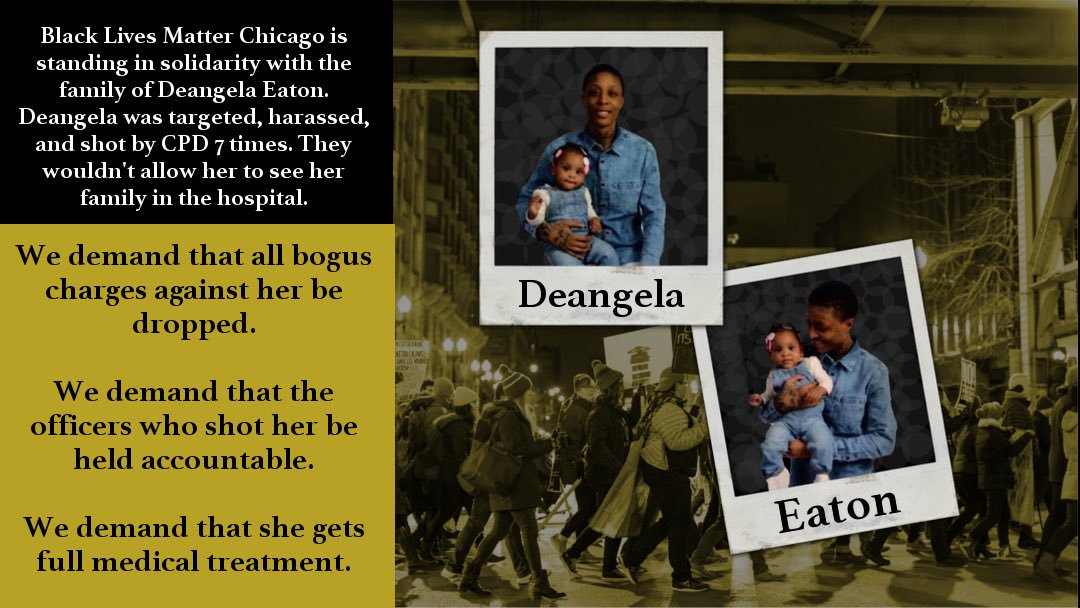 Black Lives Matter Chicago is
standing in solidarity with the
family of Deangela Eaton.
Deangela was targeted, harassed,
and shot by CPD 7 times. They
wouldn't allow her to see her
family in the hospital.
We demand that all bogus
charges against her be
dropped.
We demand that the
officers who shot her be
held accountable.
We demand that she gets
full medical treatment.
Deangela
Eaton